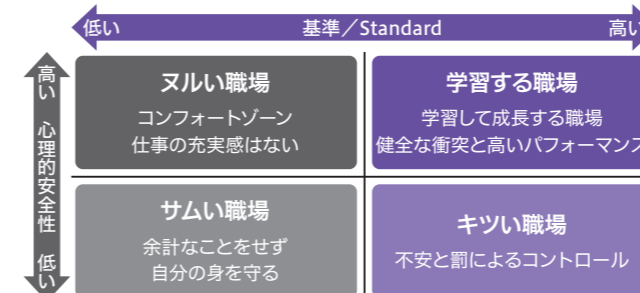 低い 基準／Standard 高い
高い 心理的安全性 低い
ヌルい職場
コンフォートゾーン
仕事の充実感はない
学習する職場
学習して成長する職場
健全な衝突と高いパフォーマンス
サムい職場
余計なことをせず
自分の身を守る
キツい職場
不安と罰によるコントロール